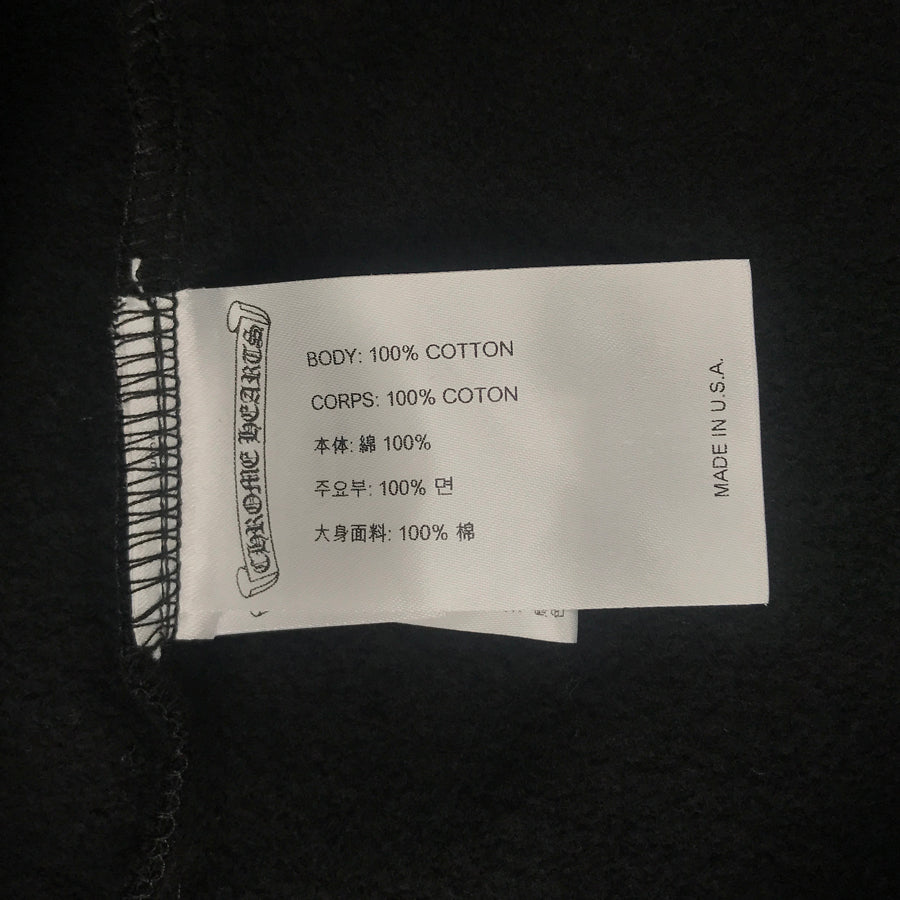 CHROME HEARTS
BODY: 100% COTTON
CORPS: 100% COTON
本体: 綿 100%
주요부: 100% 면
大身面料: 100% 棉
MADE IN U.S.A.